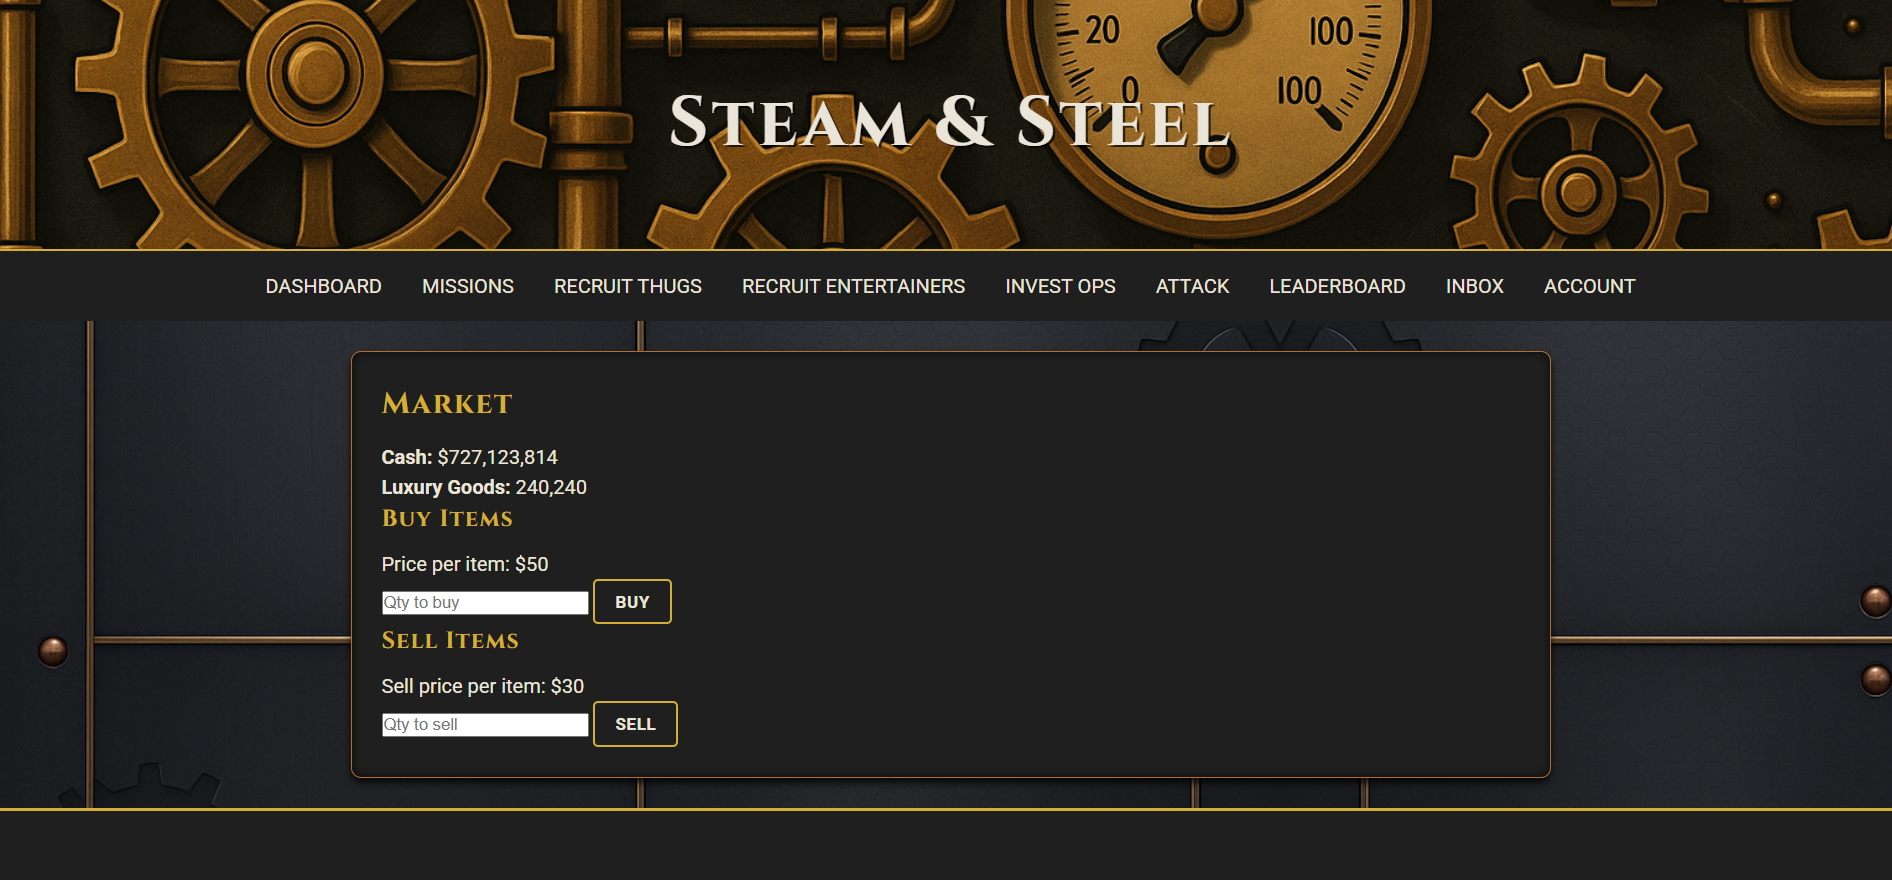 20
100
0
100
Steam & Steel
DASHBOARD MISSIONS RECRUIT THUGS RECRUIT ENTERTAINERS INVEST OPS ATTACK LEADERBOARD INBOX ACCOUNT
Market
Cash: $727,123,814
Luxury Goods: 240,240
Buy Items
Price per item: $50
Qty to buy BUY
Sell Items
Sell price per item: $30
Qty to sell SELL